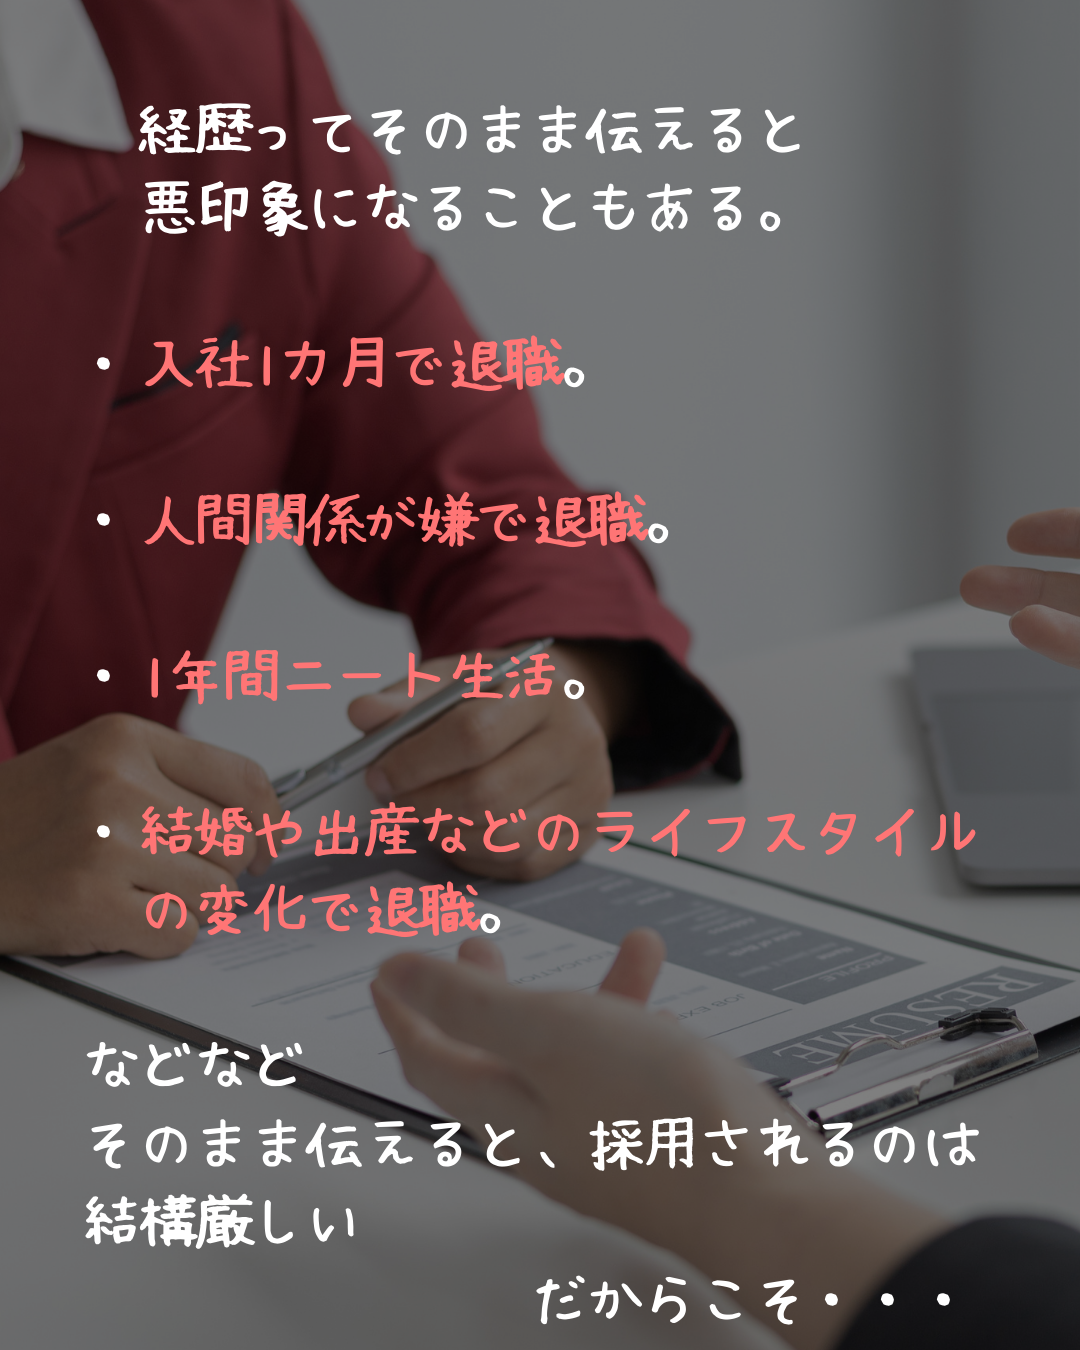 経歴ってそのまま伝えると
悪印象になることもある。
・入社1カ月で退職。
・人間関係が嫌で退職。
・1年間ニート生活。
・結婚や出産などのライフスタイル
の変化で退職。
などなど
そのまま伝えると、採用されるのは
結構厳しい
だからこそ・・・
RESUME
PROFILE
EDUCATION